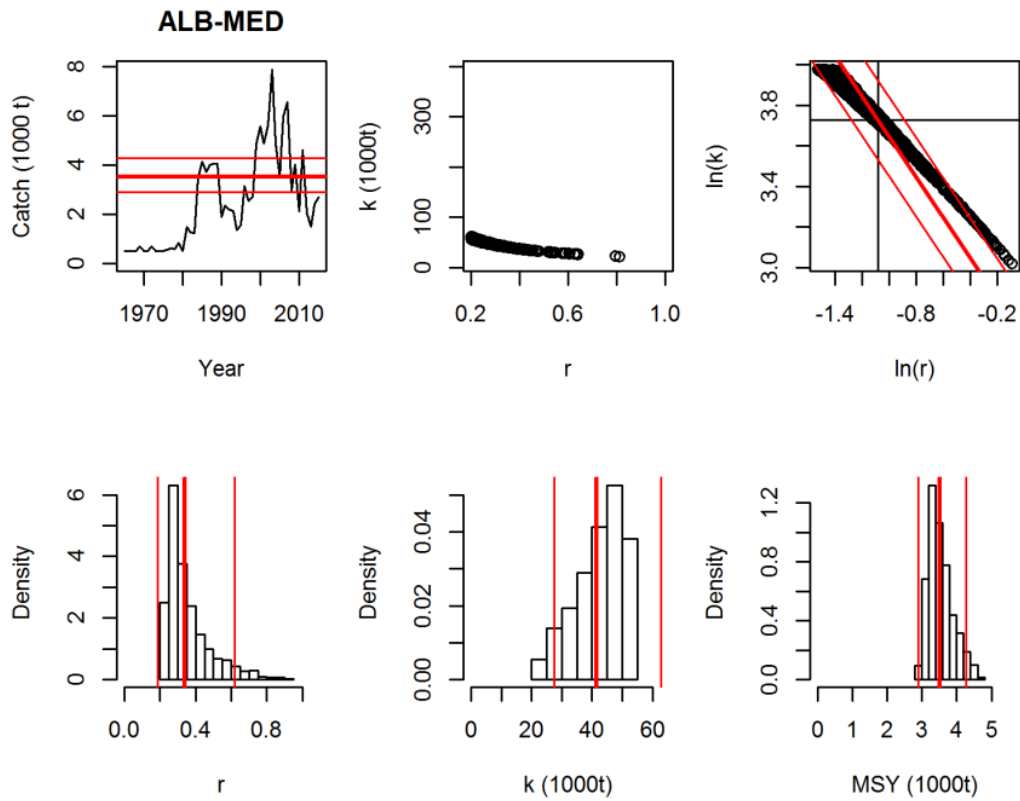 ALB-MED
Catch (1000 t)
8
6
4
2
0
1970 1990 2010
Year
k (1000t)
300
100
0
0.2 0.6 1.0
r
ln(k)
3.8
3.4
3.0
-1.4 -0.8 -0.2
ln(r)
Density
6
4
2
0
0.0 0.4 0.8
r
Density
0.04
0.02
0.00
0 20 40 60
k (1000t)
Density
1.2
0.8
0.4
0.0
0 1 2 3 4 5
MSY (1000t)